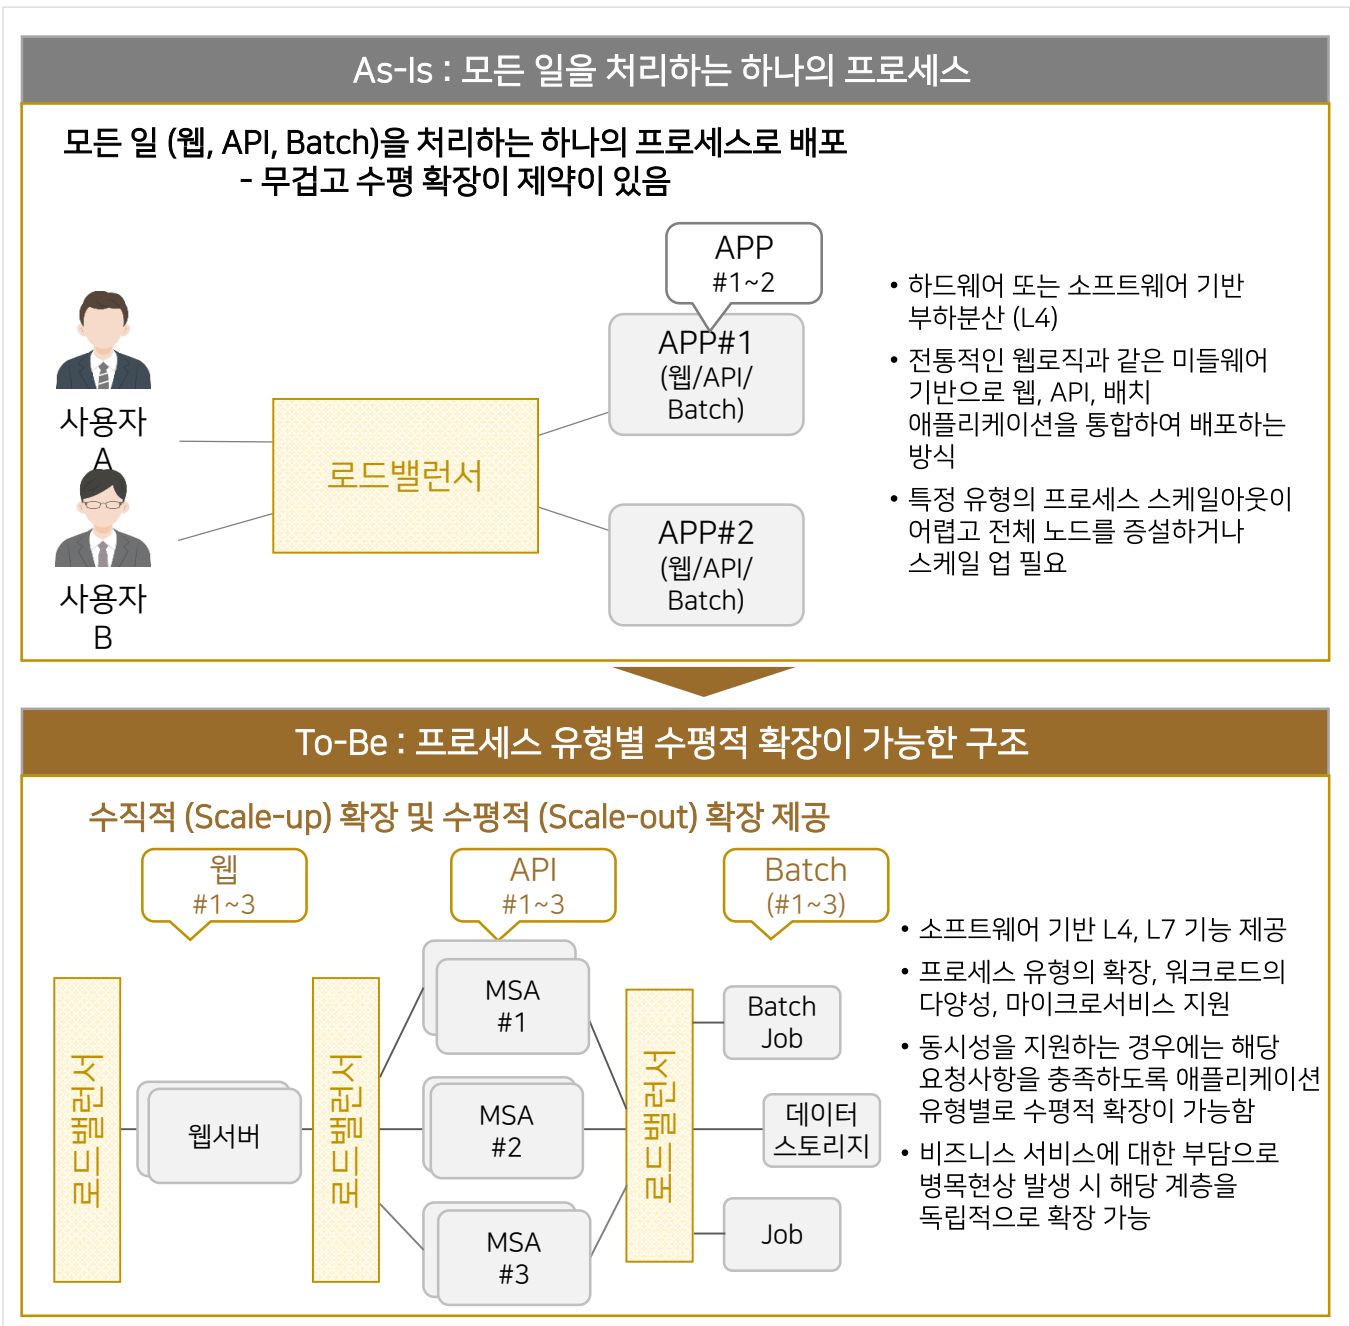 As-Is : 모든 일을 처리하는 하나의 프로세스
모든 일 (웹, API, Batch)을 처리하는 하나의 프로세스로 배포
- 무겁고 수평 확장이 제약이 있음
사용자
A
사용자
B
로드밸런서
APP
#1~2
APP#1
(웹/API/
Batch)
APP#2
(웹/API/
Batch)
• 하드웨어 또는 소프트웨어 기반
부하분산 (L4)
• 전통적인 웹로직과 같은 미들웨어
기반으로 웹, API, 배치
애플리케이션을 통합하여 배포하는
방식
• 특정 유형의 프로세스 스케일아웃이
어렵고 전체 노드를 증설하거나
스케일 업 필요
To-Be : 프로세스 유형별 수평적 확장이 가능한 구조
수직적 (Scale-up) 확장 및 수평적 (Scale-out) 확장 제공
웹
#1~3
API
#1~3
Batch
(#1~3)
로드밸런서
웹서버
로드밸런서
MSA
#1
MSA
#2
MSA
#3
로드밸런서
Batch
Job
데이터
스토리지
Job
• 소프트웨어 기반 L4, L7 기능 제공
• 프로세스 유형의 확장, 워크로드의
다양성, 마이크로서비스 지원
• 동시성을 지원하는 경우에는 해당
요청사항을 충족하도록 애플리케이션
유형별로 수평적 확장이 가능함
• 비즈니스 서비스에 대한 부담으로
병목현상 발생 시 해당 계층을
독립적으로 확장 가능